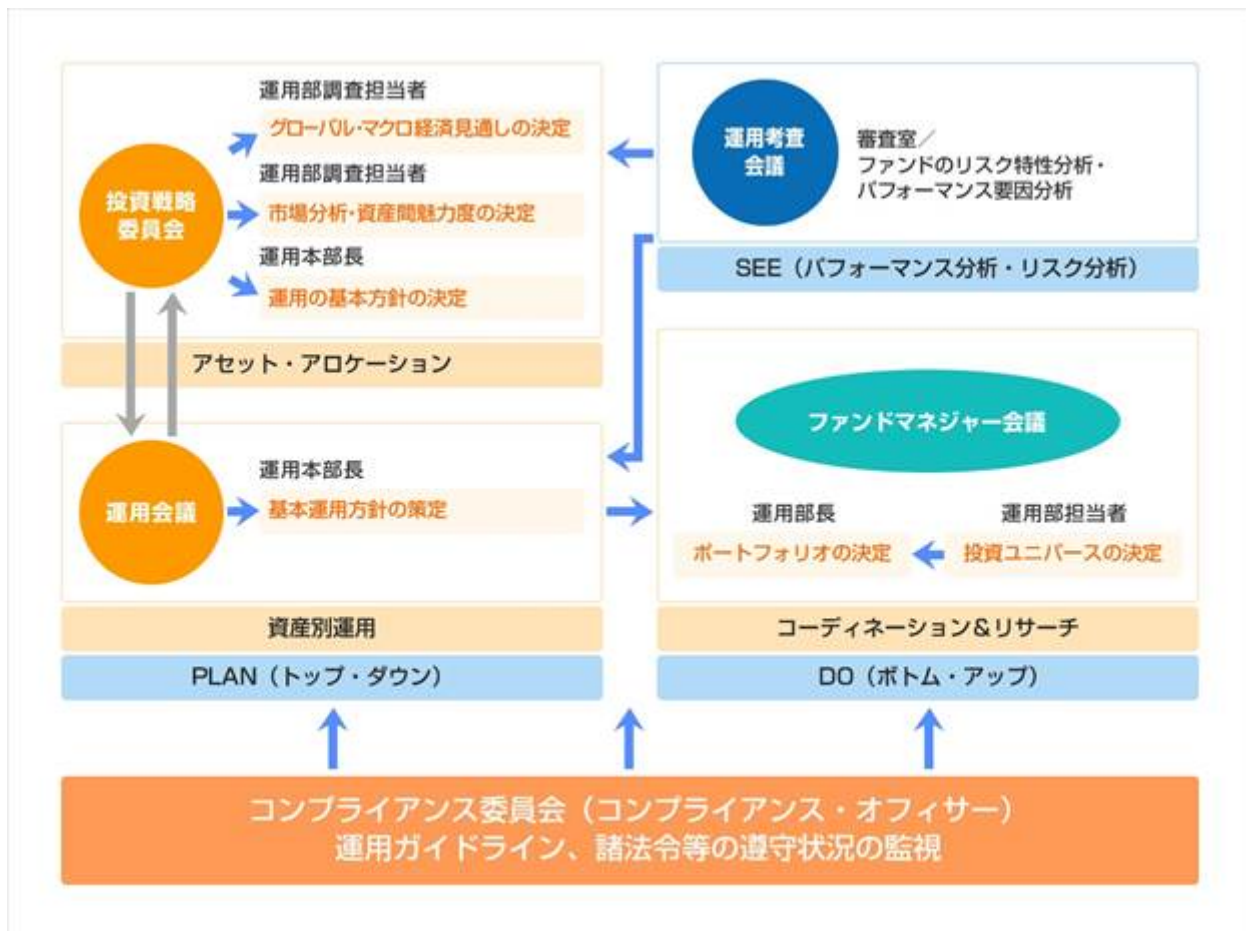 運用部調査担当者
グローバル・マクロ経済見通しの決定
運用部調査担当者
市場分析・資産間魅力度の決定
運用本部長
運用の基本方針の決定
投資戦略
委員会
アセット・アロケーション
運用考査
会議
審査室／
ファンドのリスク特性分析・
パフォーマンス要因分析
SEE（パフォーマンス分析・リスク分析）
運用会議
運用本部長
基本運用方針の策定
資産別運用
PLAN（トップ・ダウン）
ファンドマネジャー会議
運用部長
ポートフォリオの決定
運用部担当者
投資ユニバースの決定
コーディネーション&リサーチ
DO（ボトム・アップ）
コンプライアンス委員会（コンプライアンス・オフィサー）
運用ガイドライン、諸法令等の遵守状況の監視